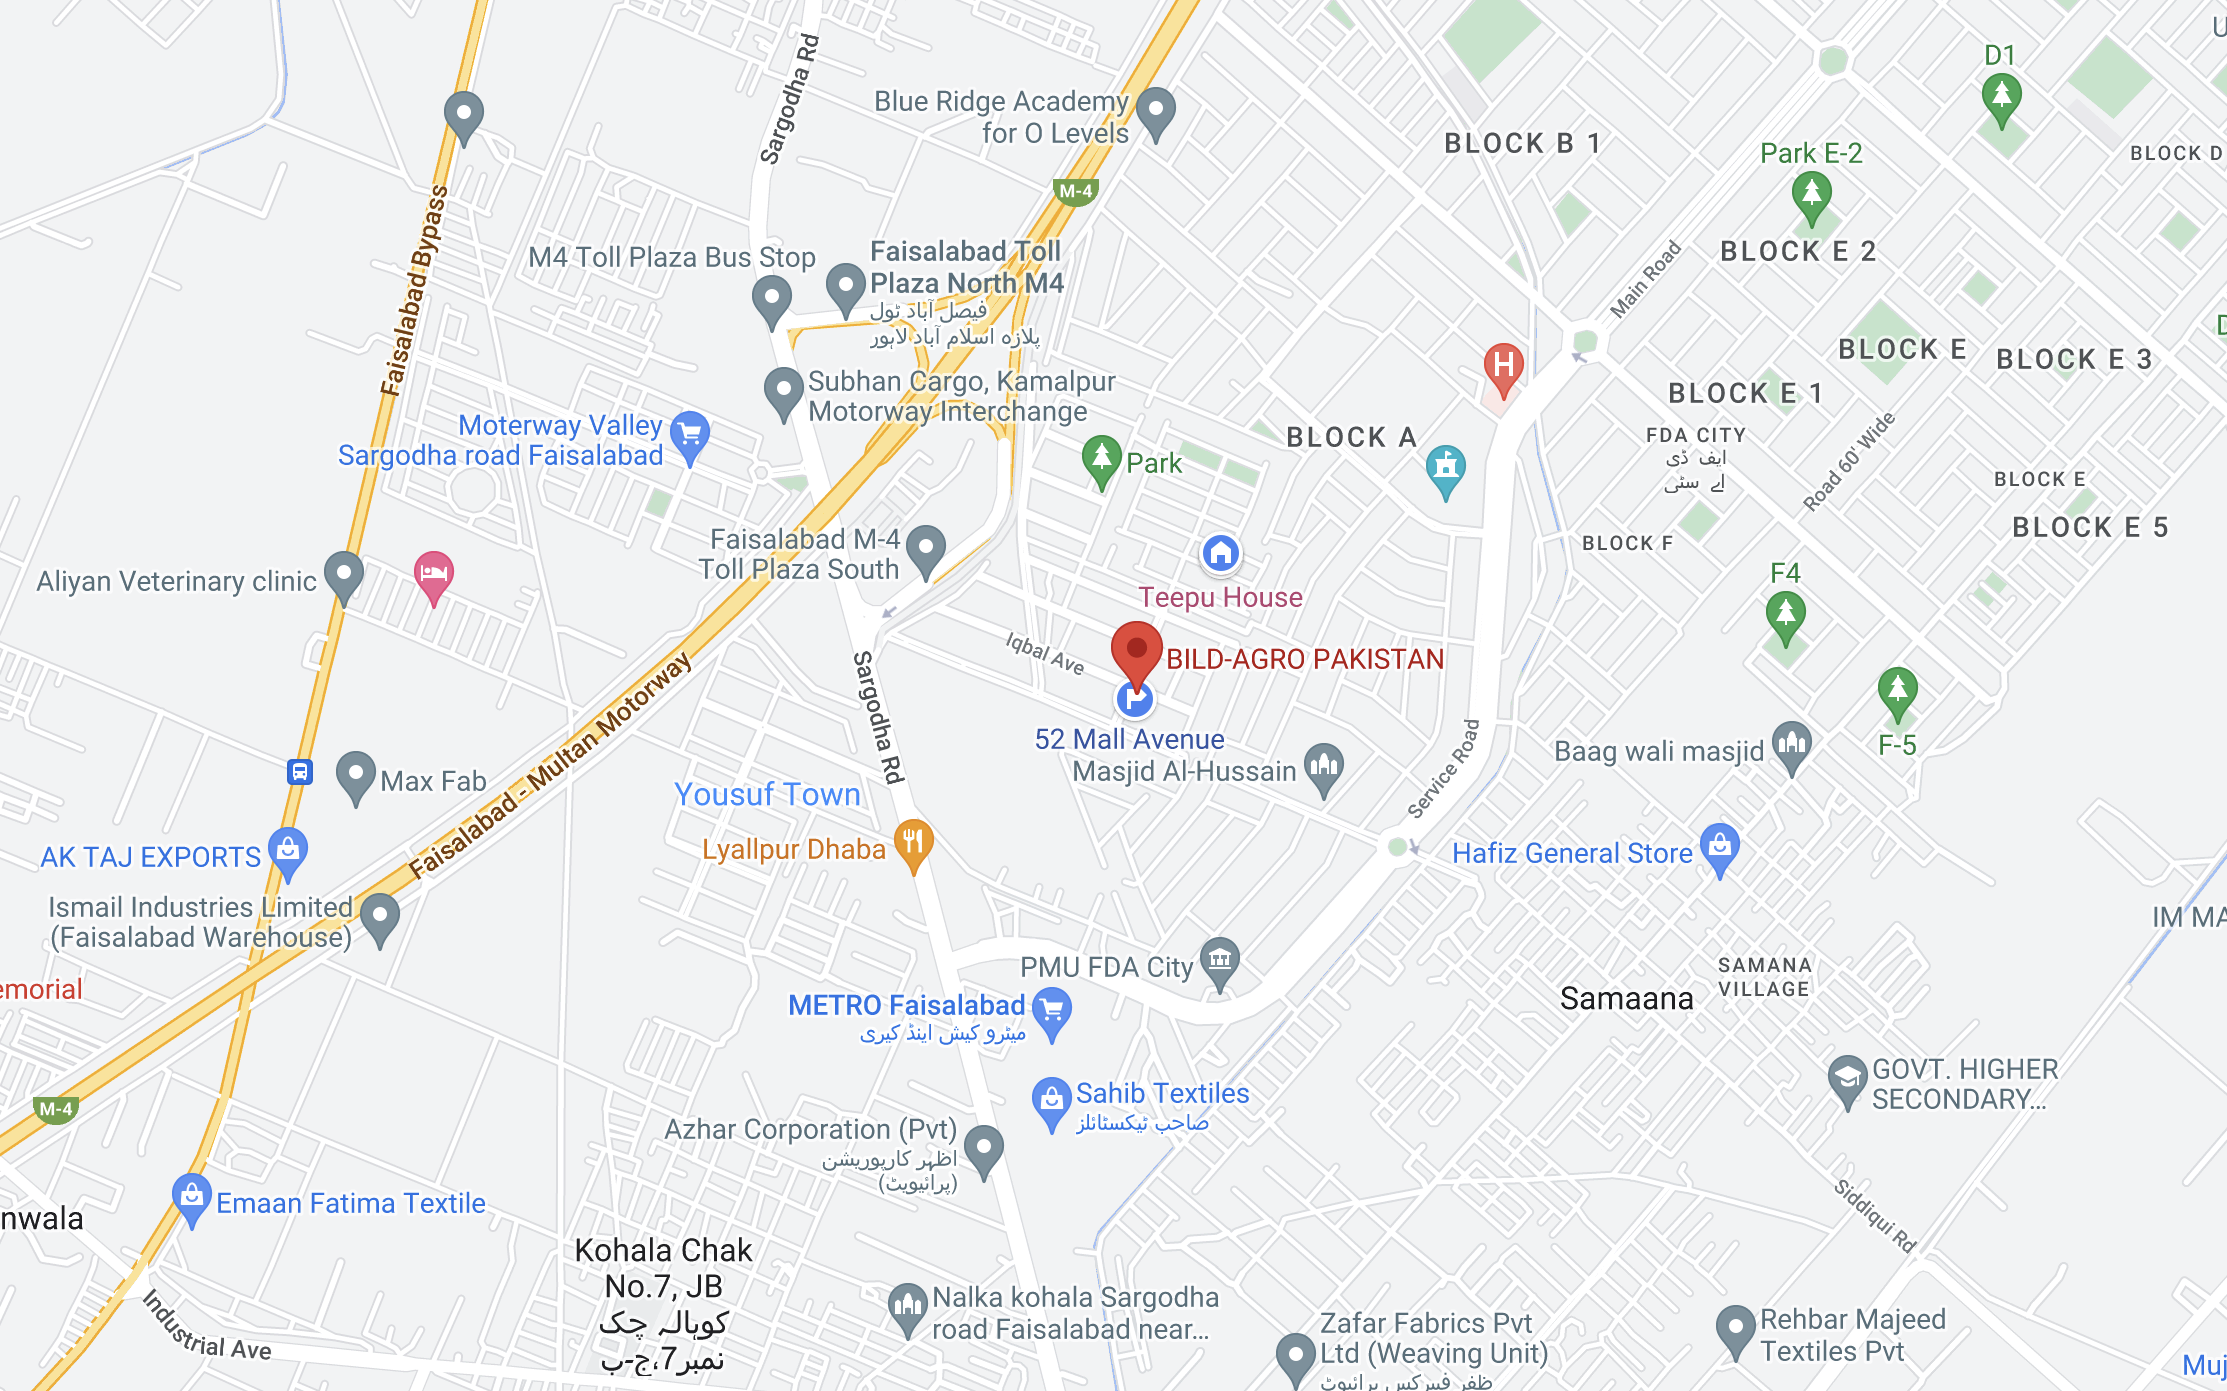 Sargodha Rd
Blue Ridge Academy
for O Levels
D1
BLOCK B 1
Park E-2
BLOCK D
M-4
Faisalabad Bypass
M4 Toll Plaza Bus Stop
Faisalabad Toll
Plaza North M4
فیصل آباد ٹول
پلازہ اسلام آباد لاہور
BLOCK E 2
Main Road
BLOCK E
BLOCK E 3
Subhan Cargo, Kamalpur
Motorway Interchange
H
BLOCK E 1
Moterway Valley
Sargodha road Faisalabad
BLOCK A
FDA CITY
ایف ڈی
اے سٹی
Road 60' Wide
Park
BLOCK E
BLOCK E 5
Faisalabad M-4
Toll Plaza South
BLOCK F
Aliyan Veterinary clinic
F4
Teepu House
Iqbal Ave
BILD-AGRO PAKISTAN
Sargodha Rd
Faisalabad - Multan Motorway
52 Mall Avenue
Masjid Al-Hussain
Service Road
Baag wali masjid
F-5
Max Fab
Yousuf Town
Lyallpur Dhaba
AK TAJ EXPORTS
Hafiz General Store
Ismail Industries Limited
(Faisalabad Warehouse)
IM MA
PMU FDA City
SAMANA
VILLAGE
Samaana
emorial
METRO Faisalabad
میٹرو کیش اینڈ کیری
GOVT. HIGHER
SECONDARY...
Sahib Textiles
صاحب ٹیکسٹائلز
M-4
Azhar Corporation (Pvt)
اظہر کارپوریشن
(پرائیویٹ)
Emaan Fatima Textile
nwala
Siddiqui Rd
Kohala Chak
No.7, JB
کوہالہ چک
نمبر7،ج-ب
Industrial Ave
Nalka kohala Sargodha
road Faisalabad near...
Zafar Fabrics Pvt
Ltd (Weaving Unit)
ظفر فیبرکس پرائیوٹ
Rehbar Majeed
Textiles Pvt
Muj